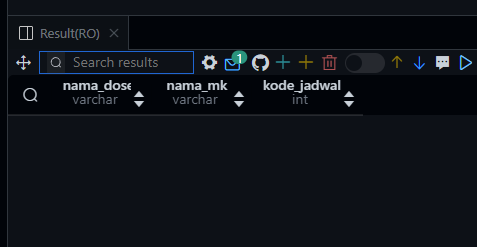 Result(RO)
Search results
1
nama_dose nama_mk kode_jadwal
varchar varchar int